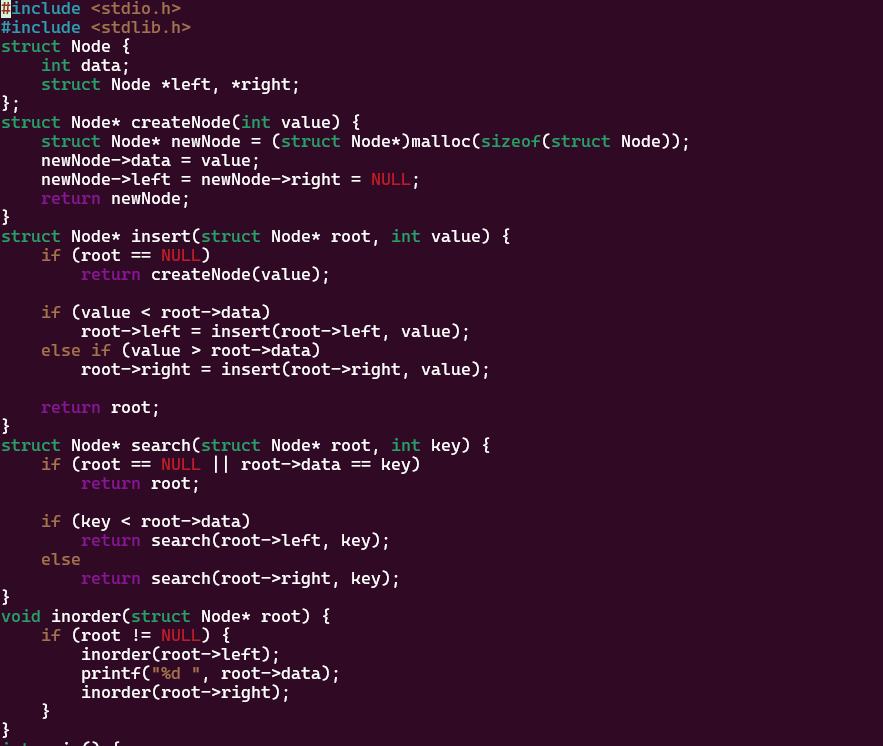 #include <stdio.h>
#include <stdlib.h>
struct Node {
    int data;
    struct Node *left, *right;
};
struct Node* createNode(int value) {
    struct Node* newNode = (struct Node*)malloc(sizeof(struct Node));
    newNode->data = value;
    newNode->left = newNode->right = NULL;
    return newNode;
}
struct Node* insert(struct Node* root, int value) {
    if (root == NULL)
        return createNode(value);

    if (value < root->data)
        root->left = insert(root->left, value);
    else if (value > root->data)
        root->right = insert(root->right, value);

    return root;
}
struct Node* search(struct Node* root, int key) {
    if (root == NULL || root->data == key)
        return root;

    if (key < root->data)
        return search(root->left, key);
    else
        return search(root->right, key);
}
void inorder(struct Node* root) {
    if (root != NULL) {
        inorder(root->left);
        printf("%d ", root->data);
        inorder(root->right);
    }
}